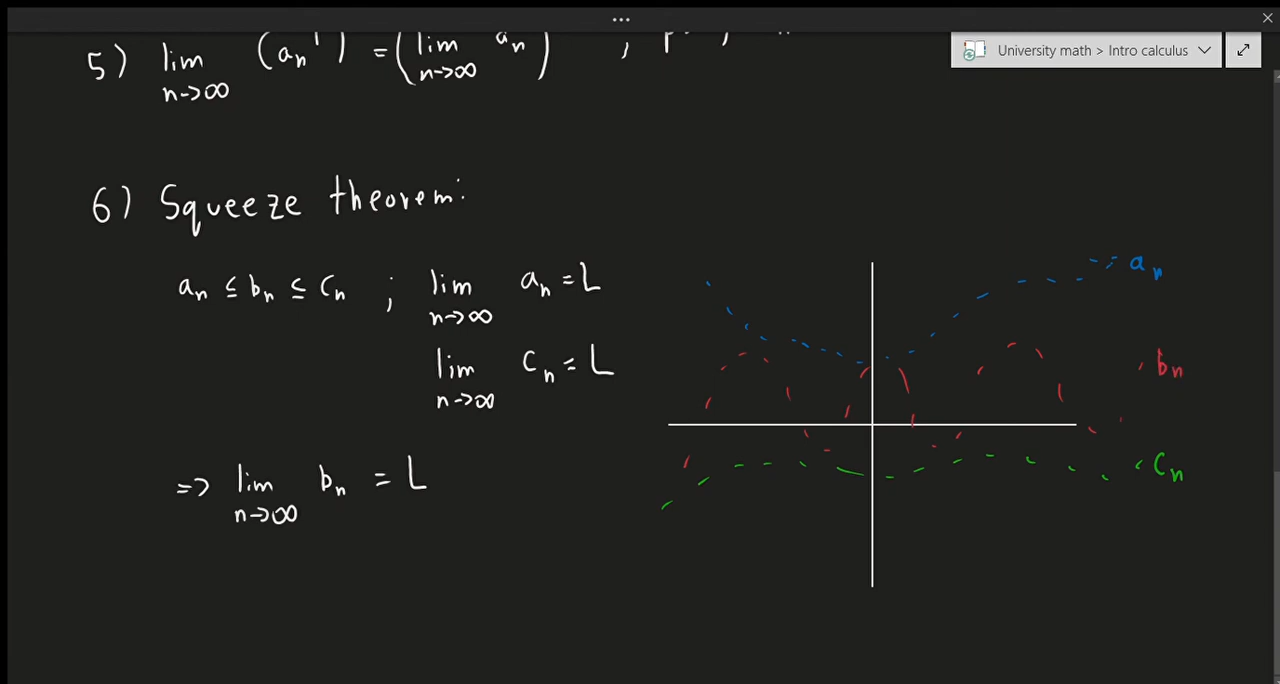 University math > Intro calculus
5) lim (aₙ ) = (lim aₙ) ,
n->∞ n->∞
6) Squeeze theorem:
aₙ ≤ bₙ ≤ cₙ ; lim aₙ = L
n->∞
lim cₙ = L
n->∞
=> lim bₙ = L
n->∞
aₙ
bₙ
cₙ